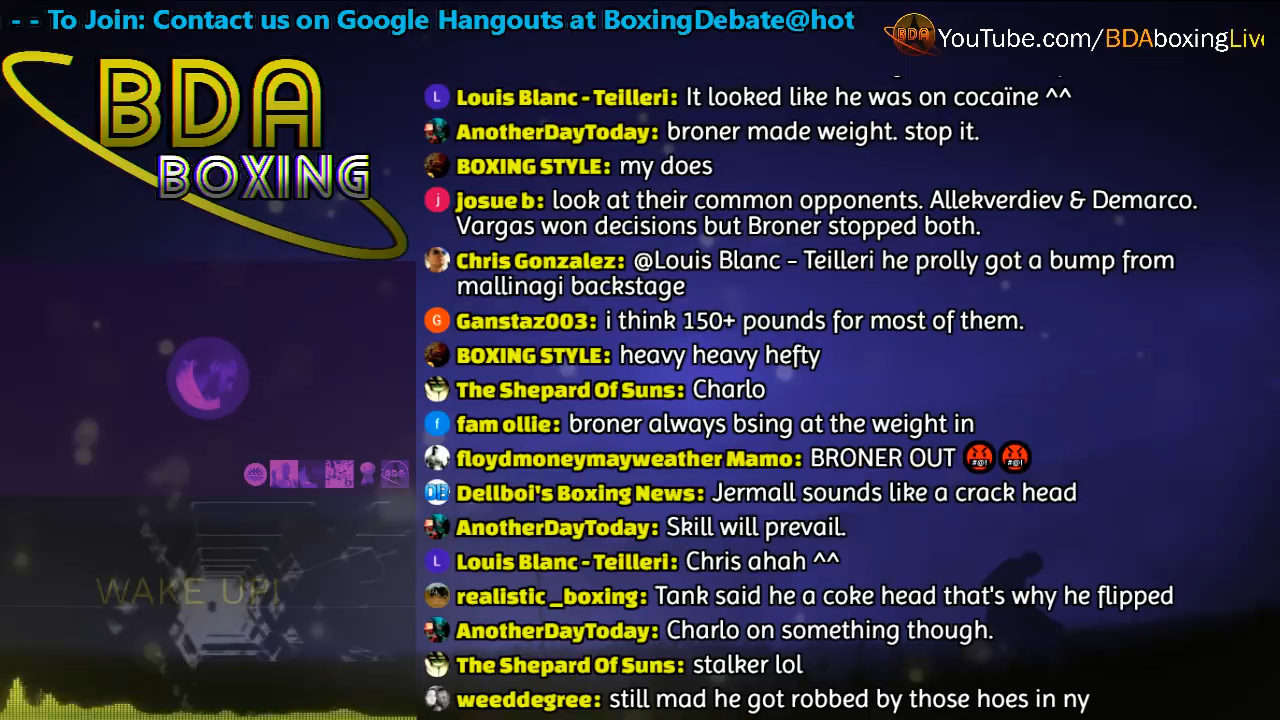 - - To Join: Contact us on Google Hangouts at BoxingDebate@hot
BDA
YouTube.com/BDAboxingLive
BDA
BOXING
L Louis Blanc - Teilleri: It looked like he was on cocaïne ^^
AnotherDayToday: broner made weight. stop it.
BOXING STYLE: my does
j josue b: look at their common opponents. Allekverdiev & Demarco.
Vargas won decisions but Broner stopped both.
Chris Gonzalez: @Louis Blanc - Teilleri he prolly got a bump from
mallinagi backstage
G Ganstaz003: i think 150+ pounds for most of them.
BOXING STYLE: heavy heavy hefty
The Shepard Of Suns: Charlo
f fam ollie: broner always bsing at the weight in
floydmoneymayweather Mamo: BRONER OUT 🤬 🤬
DB Dellboi's Boxing News: Jermall sounds like a crack head
AnotherDayToday: Skill will prevail.
L Louis Blanc - Teilleri: Chris ahah ^^
realistic_boxing: Tank said he a coke head that's why he flipped
AnotherDayToday: Charlo on something though.
The Shepard Of Suns: stalker lol
weeddegree: still mad he got robbed by those hoes in ny
WAKE UP!